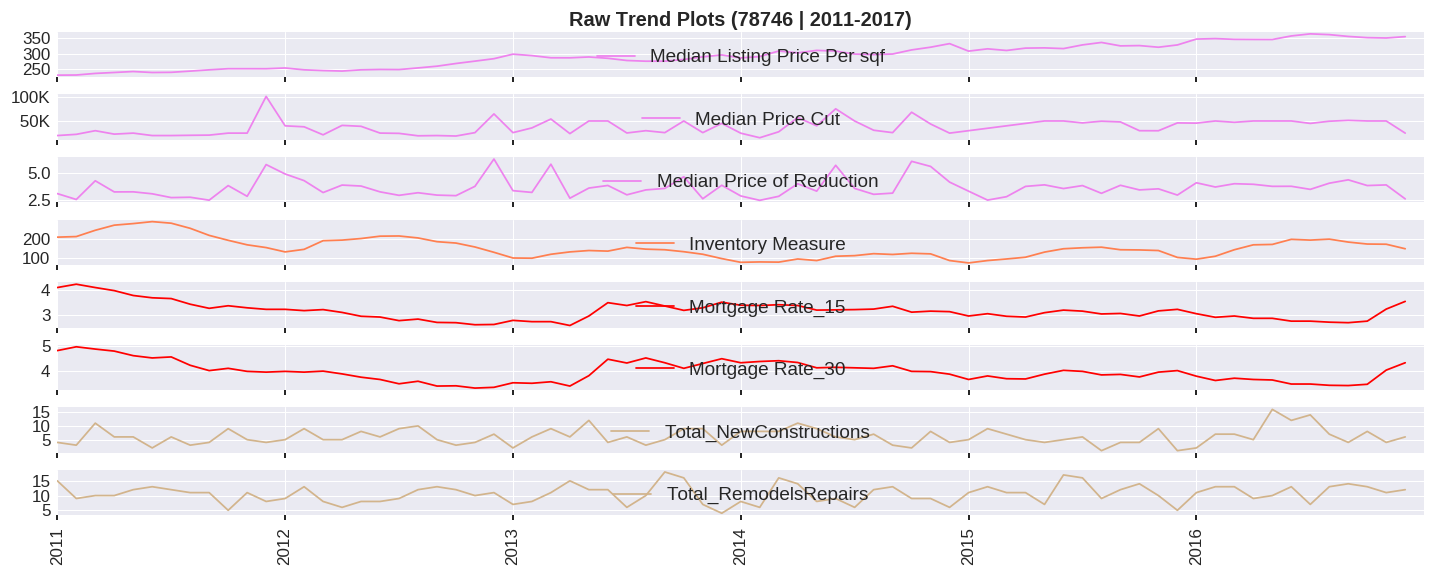 Raw Trend Plots (78746 | 2011-2017)
350
300
250
Median Listing Price Per sqf
100K
50K
Median Price Cut
5.0
2.5
Median Price of Reduction
200
100
Inventory Measure
4
3
Mortgage Rate_15
5
4
Mortgage Rate_30
15
10
5
Total_NewConstructions
15
10
5
Total_RemodelsRepairs
2011
2012
2013
2014
2015
2016